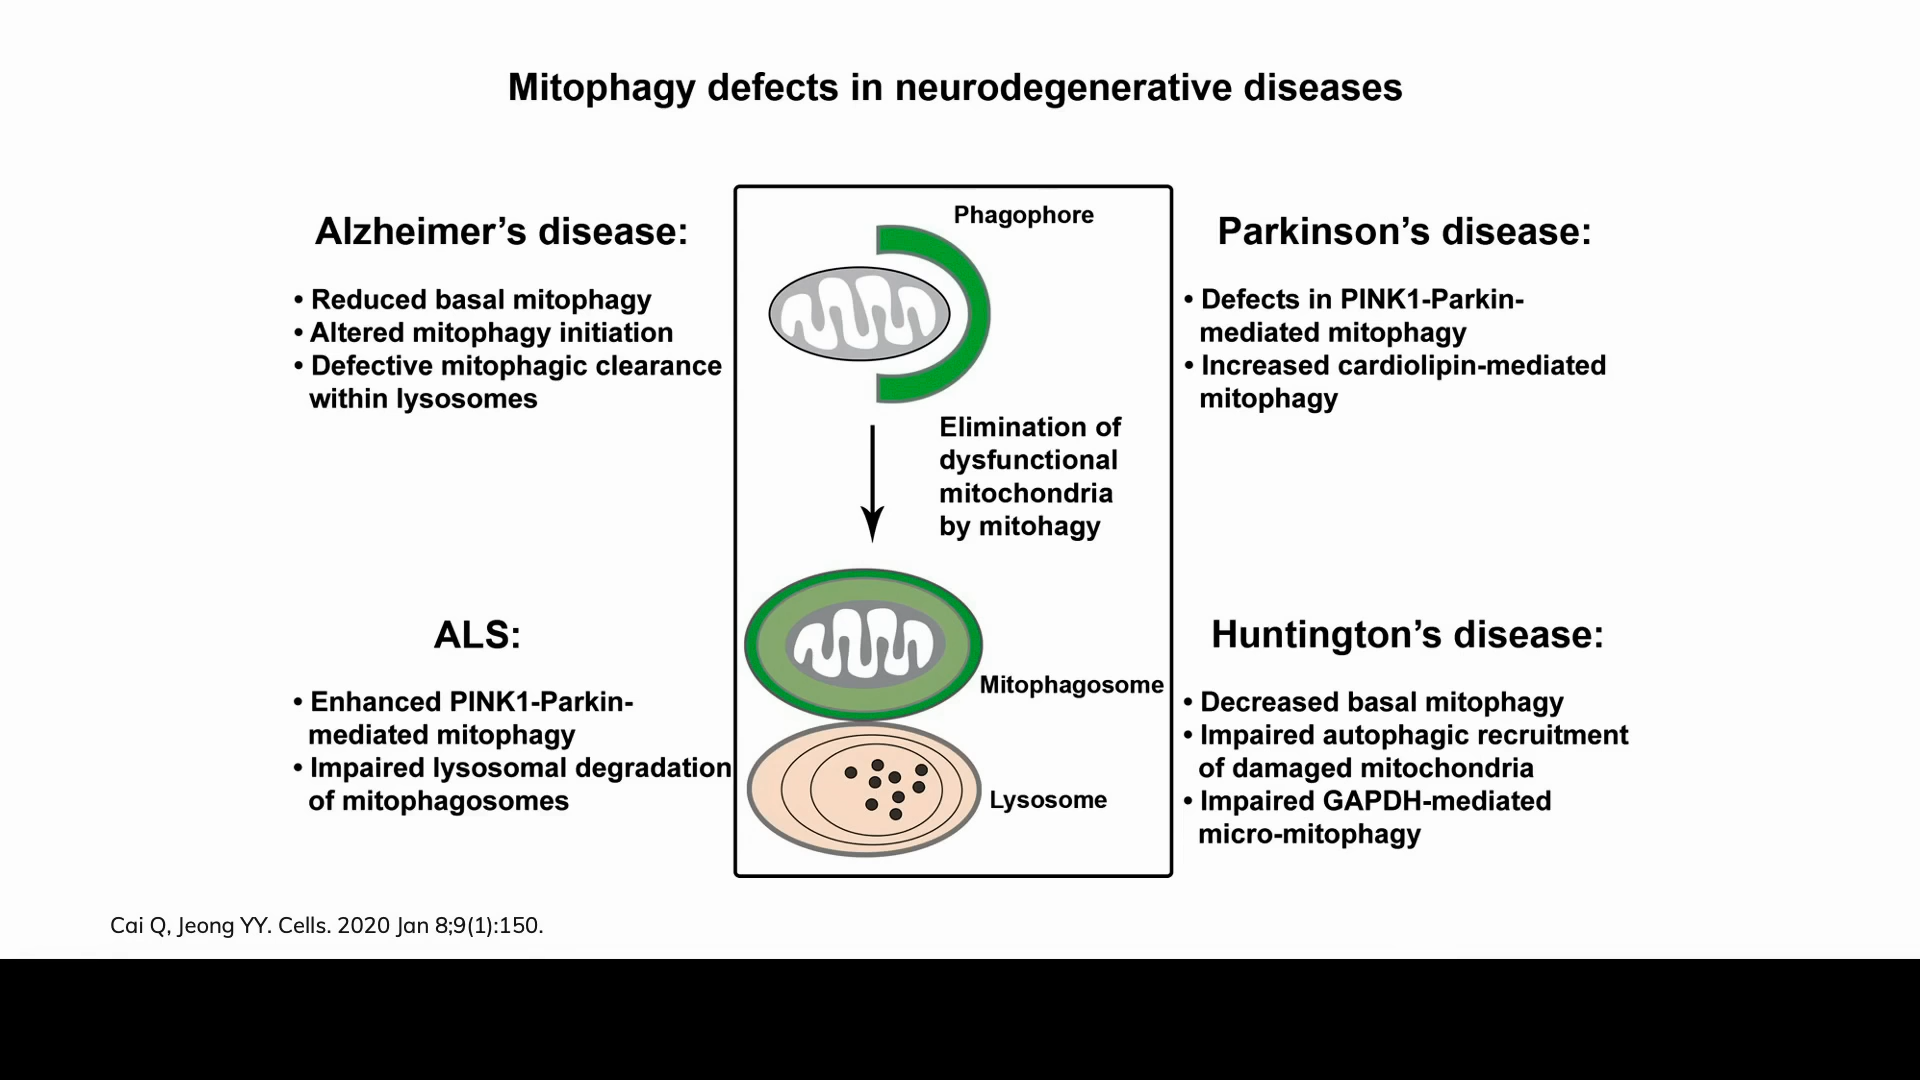 Mitophagy defects in neurodegenerative diseases
Alzheimer’s disease:
• Reduced basal mitophagy
• Altered mitophagy initiation
• Defective mitophagic clearance
within lysosomes
Phagophore
Elimination of
dysfunctional
mitochondria
by mitohagy
Mitophagosome
Lysosome
Parkinson’s disease:
• Defects in PINK1-Parkin-
mediated mitophagy
• Increased cardiolipin-mediated
mitophagy
ALS:
• Enhanced PINK1-Parkin-
mediated mitophagy
• Impaired lysosomal degradation
of mitophagosomes
Huntington’s disease:
• Decreased basal mitophagy
• Impaired autophagic recruitment
of damaged mitochondria
• Impaired GAPDH-mediated
micro-mitophagy
Cai Q, Jeong YY. Cells. 2020 Jan 8;9(1):150.